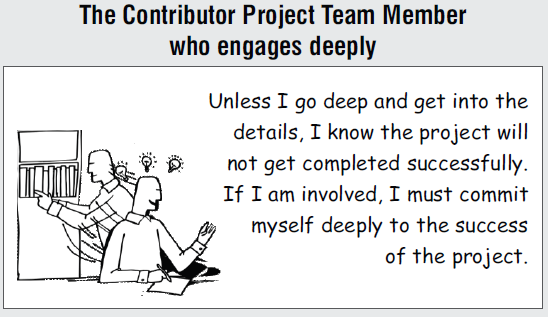 The Contributor Project Team Member
who engages deeply
Unless I go deep and get into the
details, I know the project will
not get completed successfully.
If I am involved, I must commit
myself deeply to the success
of the project.